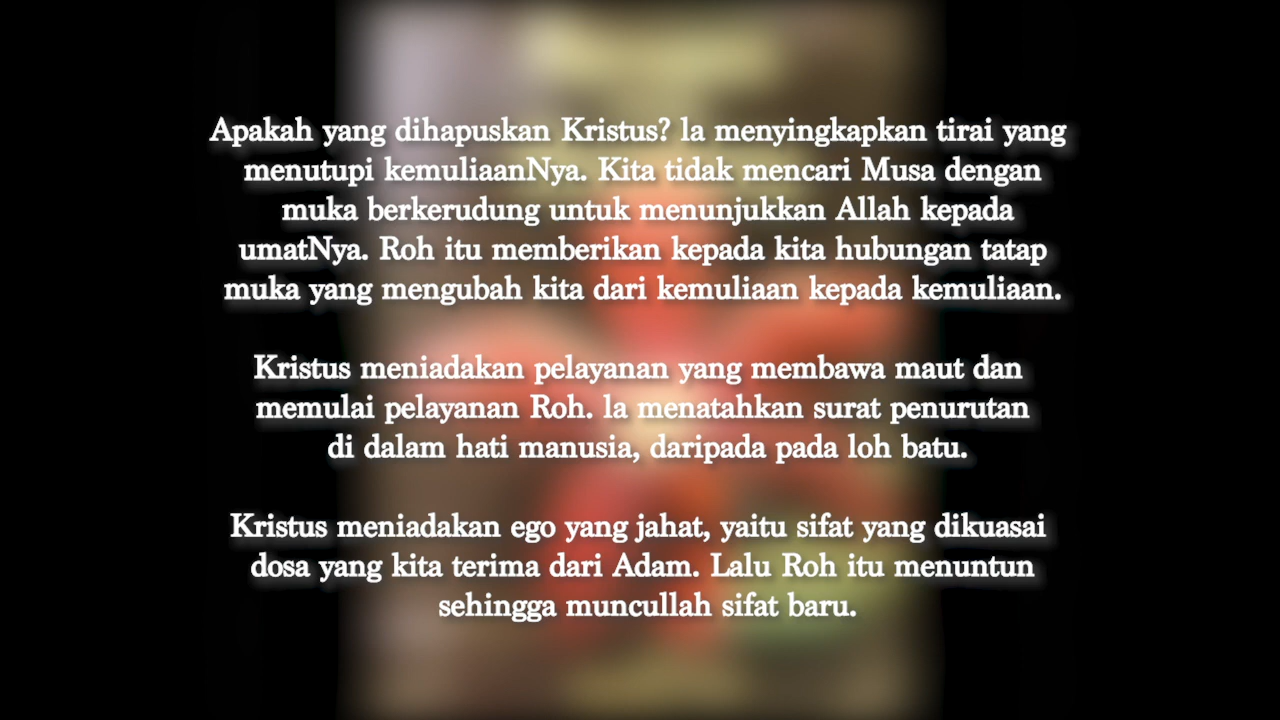 Apakah yang dihapuskan Kristus? la menyingkapkan tirai yang
menutupi kemuliaanNya. Kita tidak mencari Musa dengan
muka berkerudung untuk menunjukkan Allah kepada
umatNya. Roh itu memberikan kepada kita hubungan tatap
muka yang mengubah kita dari kemuliaan kepada kemuliaan.
Kristus meniadakan pelayanan yang membawa maut dan
memulai pelayanan Roh. la menatahkan surat penurutan
di dalam hati manusia, daripada pada loh batu.
Kristus meniadakan ego yang jahat, yaitu sifat yang dikuasai
dosa yang kita terima dari Adam. Lalu Roh itu menuntun
sehingga muncullah sifat baru.